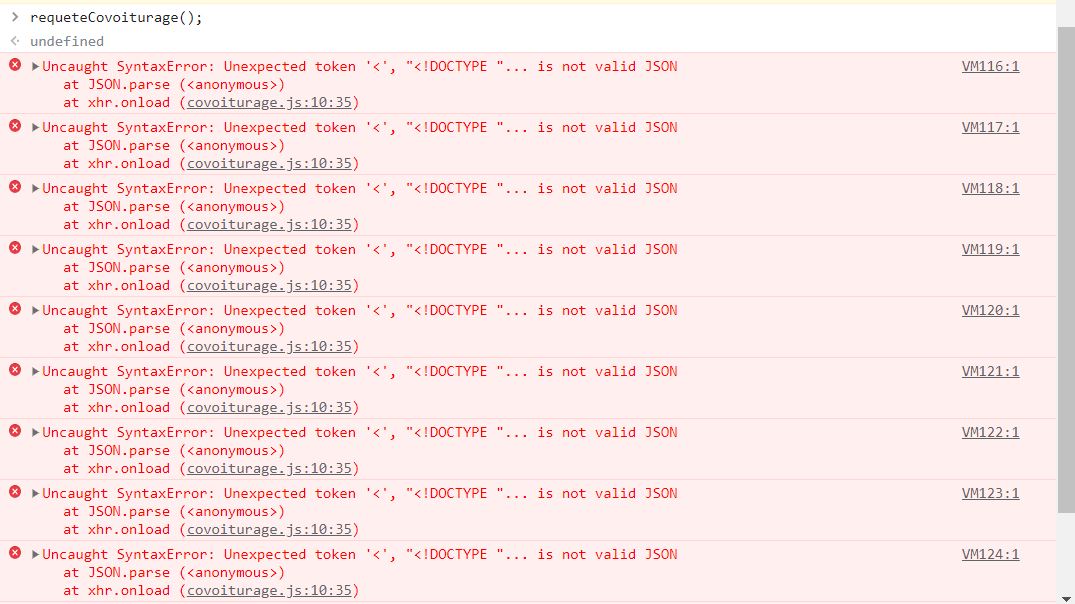 requeteCovoiturage();
undefined
Uncaught SyntaxError: Unexpected token '<', "<!DOCTYPE "... is not valid JSON VM116:1
at JSON.parse (<anonymous>)
at xhr.onload (covoiturage.js:10:35)
Uncaught SyntaxError: Unexpected token '<', "<!DOCTYPE "... is not valid JSON VM117:1
at JSON.parse (<anonymous>)
at xhr.onload (covoiturage.js:10:35)
Uncaught SyntaxError: Unexpected token '<', "<!DOCTYPE "... is not valid JSON VM118:1
at JSON.parse (<anonymous>)
at xhr.onload (covoiturage.js:10:35)
Uncaught SyntaxError: Unexpected token '<', "<!DOCTYPE "... is not valid JSON VM119:1
at JSON.parse (<anonymous>)
at xhr.onload (covoiturage.js:10:35)
Uncaught SyntaxError: Unexpected token '<', "<!DOCTYPE "... is not valid JSON VM120:1
at JSON.parse (<anonymous>)
at xhr.onload (covoiturage.js:10:35)
Uncaught SyntaxError: Unexpected token '<', "<!DOCTYPE "... is not valid JSON VM121:1
at JSON.parse (<anonymous>)
at xhr.onload (covoiturage.js:10:35)
Uncaught SyntaxError: Unexpected token '<', "<!DOCTYPE "... is not valid JSON VM122:1
at JSON.parse (<anonymous>)
at xhr.onload (covoiturage.js:10:35)
Uncaught SyntaxError: Unexpected token '<', "<!DOCTYPE "... is not valid JSON VM123:1
at JSON.parse (<anonymous>)
at xhr.onload (covoiturage.js:10:35)
Uncaught SyntaxError: Unexpected token '<', "<!DOCTYPE "... is not valid JSON VM124:1
at JSON.parse (<anonymous>)
at xhr.onload (covoiturage.js:10:35)